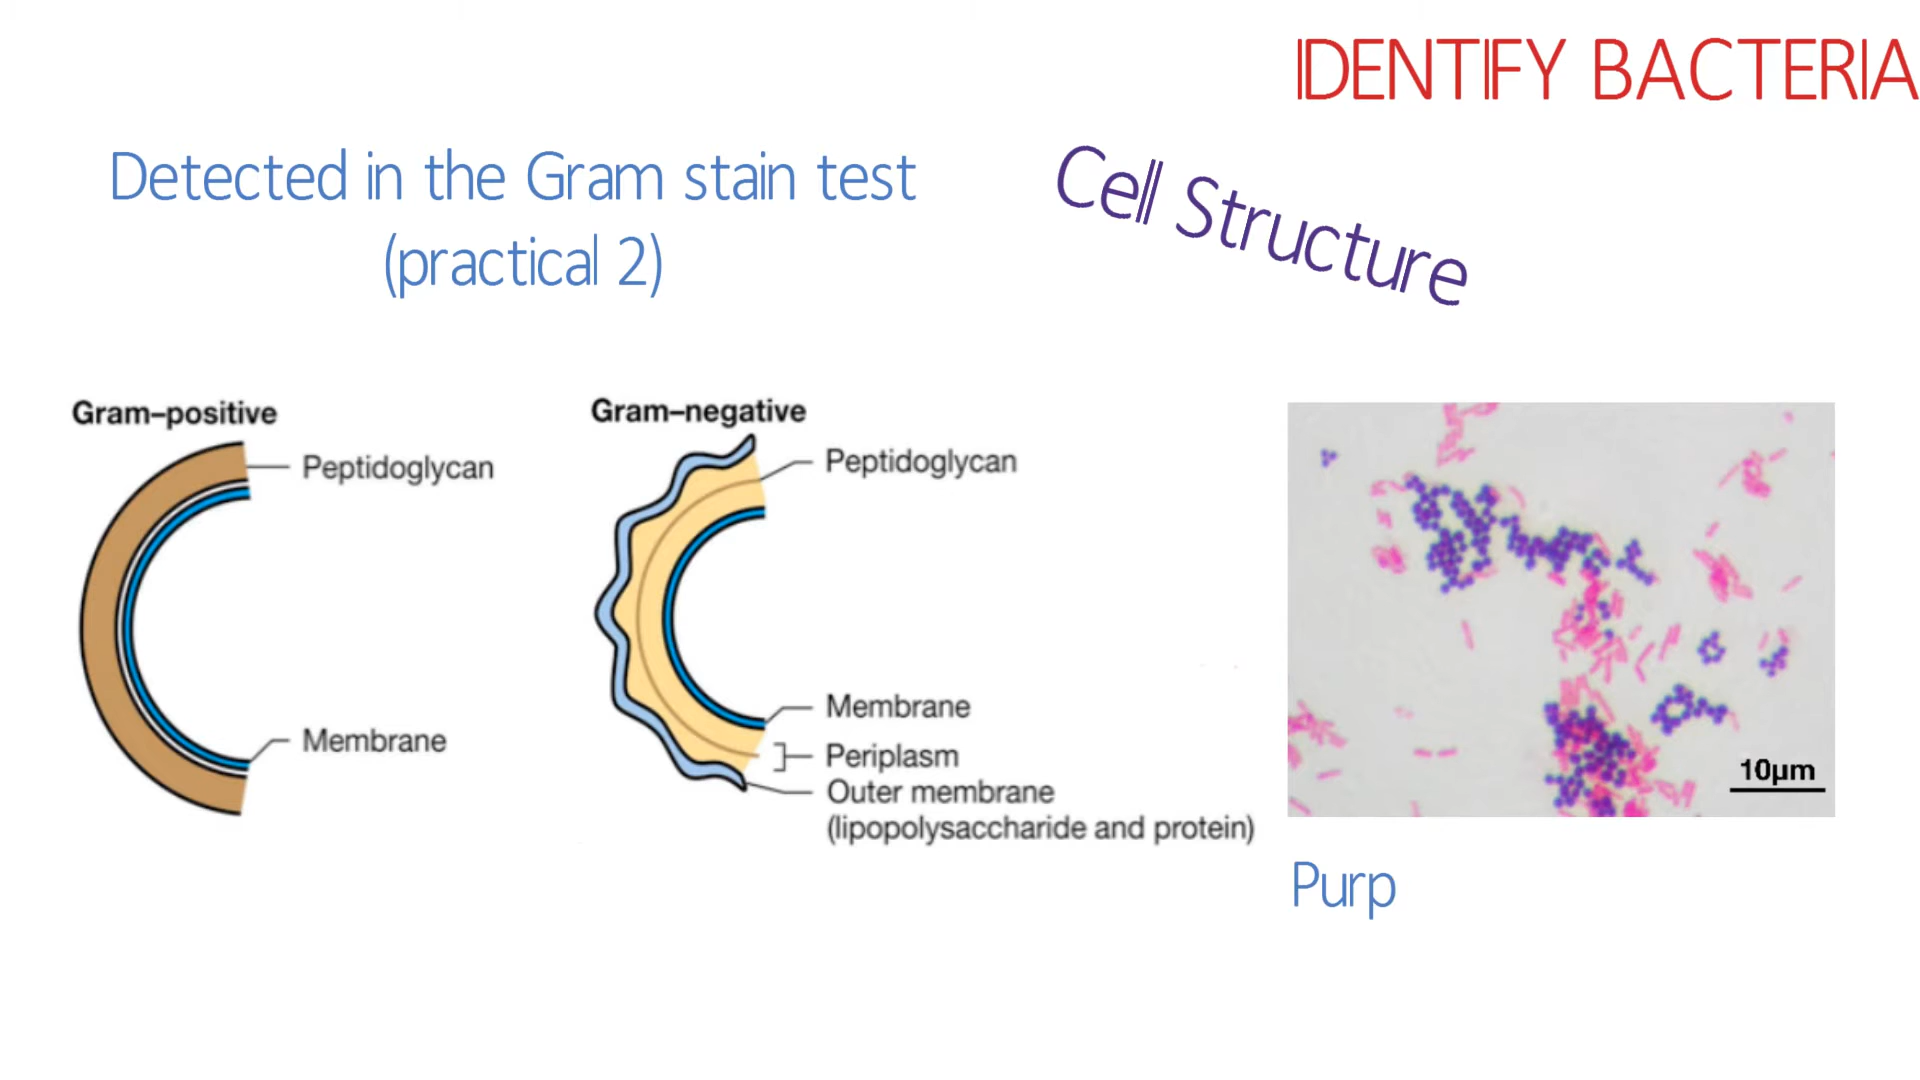 IDENTIFY BACTERIA
Detected in the Gram stain test
(practical 2)
Cell Structure
Gram–positive
Peptidoglycan
Membrane
Gram–negative
Peptidoglycan
Membrane
Periplasm
Outer membrane
(lipopolysaccharide and protein)
10µm
Purp